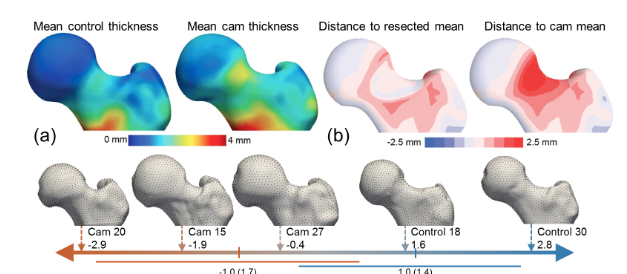 Mean control thickness Mean cam thickness Distance to resected mean Distance to cam mean
(a) 0 mm 4 mm (b) -2.5 mm 2.5 mm
Cam 20 Cam 15 Cam 27 Control 18 Control 30
-2.9 -1.9 -0.4 1.6 2.8
-1.0 (1.7) 1.0 (1.4)